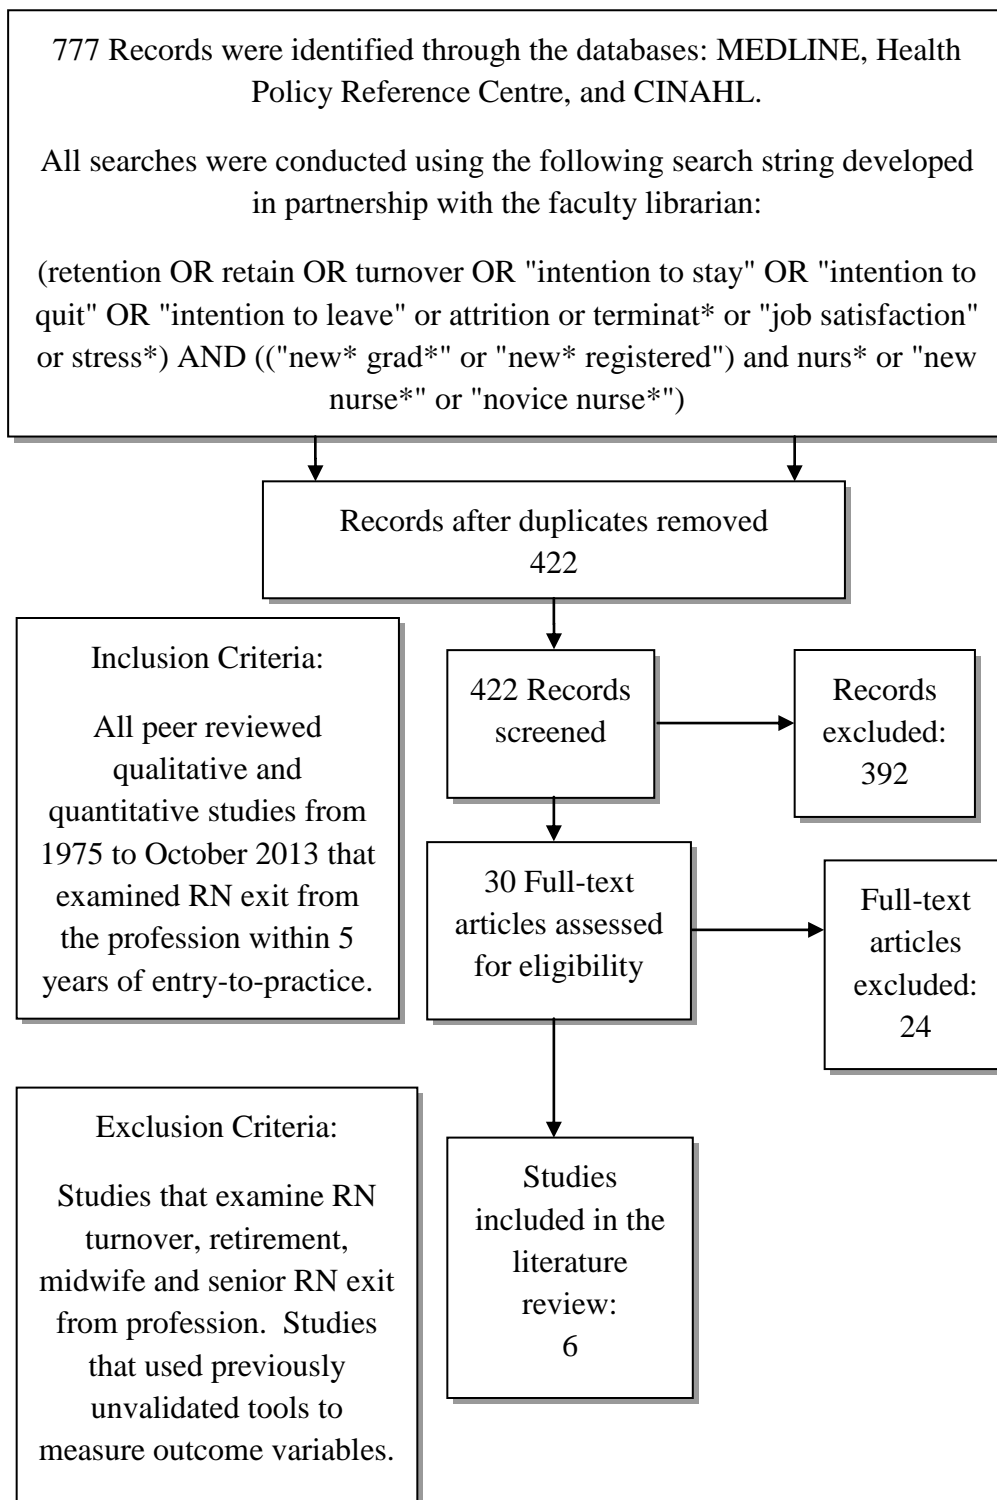 777 Records were identified through the databases: MEDLINE, Health
Policy Reference Centre, and CINAHL.
All searches were conducted using the following search string developed
in partnership with the faculty librarian:
(retention OR retain OR turnover OR "intention to stay" OR "intention to
quit" OR "intention to leave" or attrition or terminat* or "job satisfaction"
or stress*) AND (("new* grad*" or "new* registered") and nurs* or "new
nurse*" or "novice nurse*")
Records after duplicates removed
422
Inclusion Criteria:
All peer reviewed
qualitative and
quantitative studies from
1975 to October 2013 that
examined RN exit from
the profession within 5
years of entry-to-practice.
422 Records
screened
Records
excluded:
392
30 Full-text
articles assessed
for eligibility
Full-text
articles
excluded:
24
Exclusion Criteria:
Studies that examine RN
turnover, retirement,
midwife and senior RN exit
from profession.  Studies
that used previously
unvalidated tools to
measure outcome variables.
Studies
included in the
literature
review:
6